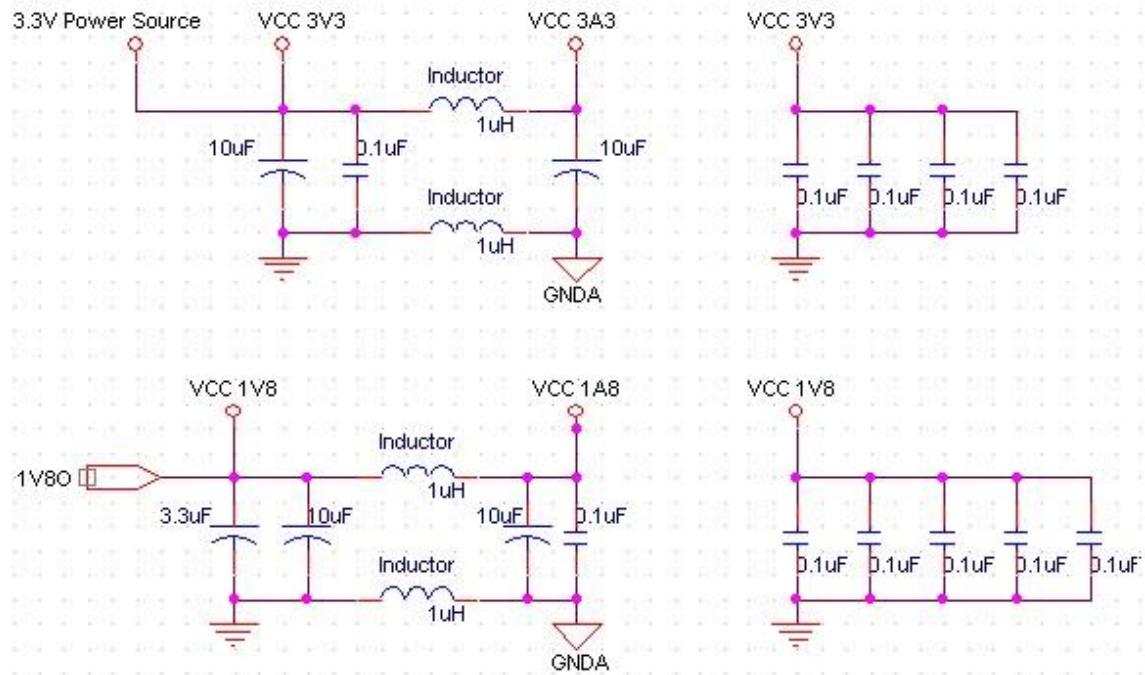 3.3V Power Source VCC 3V3 VCC 3A3 VCC 3V3
Inductor
1uH
10uF 0.1uF 10uF
0.1uF 0.1uF 0.1uF 0.1uF
Inductor
1uH
GNDA
VCC 1V8 VCC 1A8 VCC 1V8
Inductor
1V8O
1uH
3.3uF 10uF 10uF 0.1uF
0.1uF 0.1uF 0.1uF 0.1uF 0.1uF
Inductor
1uH
GNDA